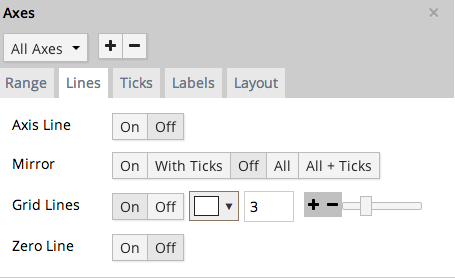 Axes ×
All Axes + −
Range Lines Ticks Labels Layout
Axis Line On Off
Mirror On With Ticks Off All All + Ticks
Grid Lines On Off 3 + −
Zero Line On Off